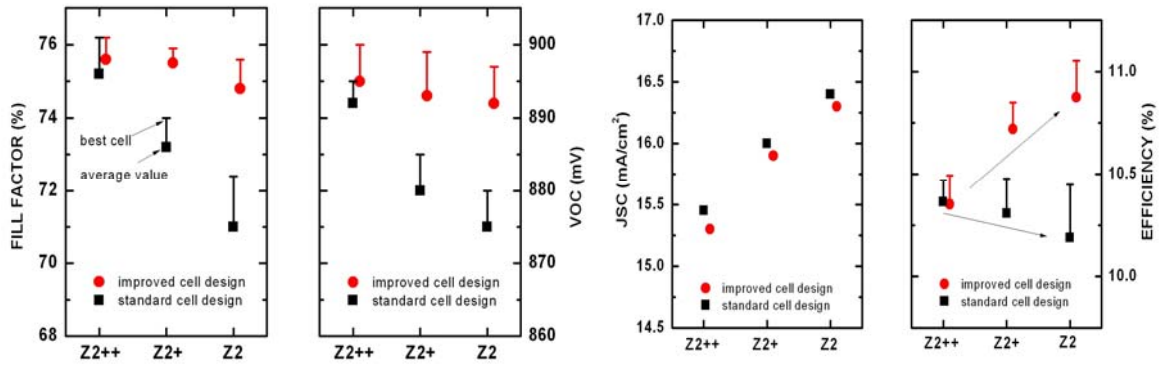 FILL FACTOR (%)
76
74
72
70
68
best cell
average value
improved cell design
standard cell design
Z2++ Z2+ Z2
improved cell design
standard cell design
Z2++ Z2+ Z2
900
890
880
870
860
VOC (mV)
JSC (mA/cm²)
17.0
16.5
16.0
15.5
15.0
14.5
improved cell design
standard cell design
Z2++ Z2+ Z2
improved cell design
standard cell design
Z2++ Z2+ Z2
11.0
10.5
10.0
EFFICIENCY (%)